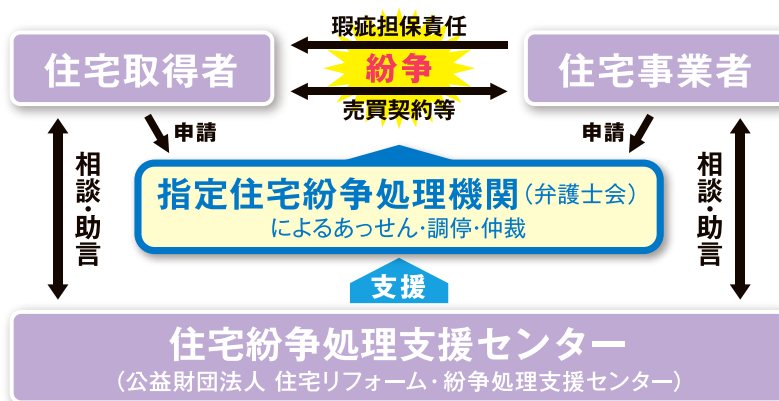 瑕疵担保責任
住宅取得者
紛争
住宅事業者
売買契約等
申請
申請
相談・助言
指定住宅紛争処理機関（弁護士会）
によるあっせん・調停・仲裁
相談・助言
支援
住宅紛争処理支援センター
（公益財団法人 住宅リフォーム・紛争処理支援センター）